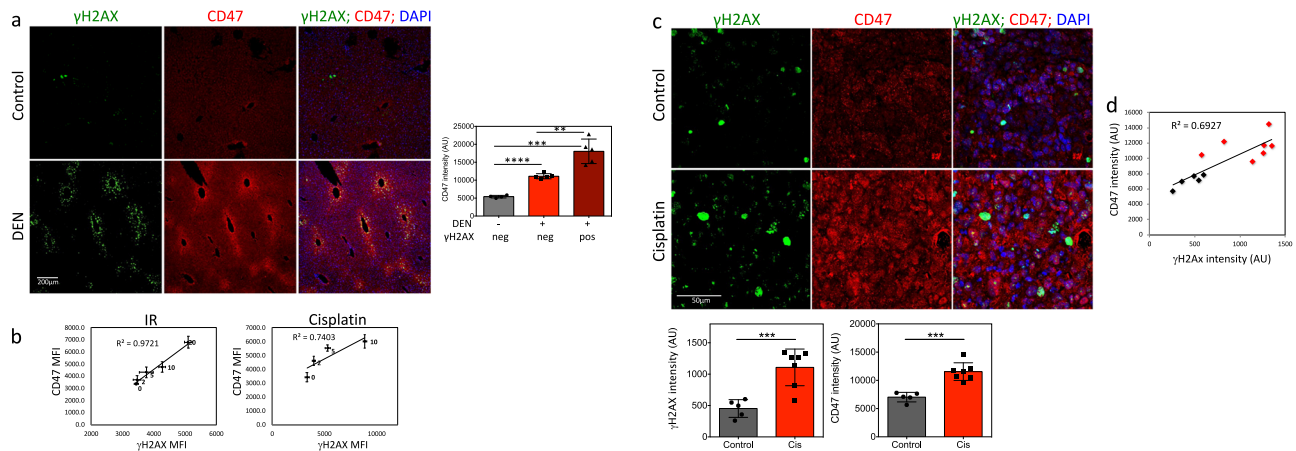 a
γH2AX
CD47
γH2AX; CD47; DAPI
Control
DEN
200μm
25000
20000
15000
10000
5000
0
CD47 intensity (AU)
**
***
****
DEN - + +
γH2AX neg neg pos
b
IR
8000.0
7000.0
6000.0
5000.0
4000.0
3000.0
2000.0
1000.0
0.0
CD47 MFI
R² = 0.9721
0
2
5
10
20
2000 3000 4000 5000 6000
γH2AX MFI
Cisplatin
7000.0
6000.0
5000.0
4000.0
3000.0
2000.0
1000.0
0.0
CD47 MFI
R² = 0.7403
0
2
5
10
0 5000 10000
γH2AX MFI
c
γH2AX
CD47
γH2AX; CD47; DAPI
Control
Cisplatin
50μm
1500
1000
500
0
γH2AX intensity (AU)
***
Control Cis
20000
15000
10000
5000
0
CD47 intensity (AU)
***
Control Cis
d
16000
14000
12000
10000
8000
6000
4000
2000
0
CD47 intensity (AU)
R² = 0.6927
0 500 1000 1500
γH2Ax intensity (AU)